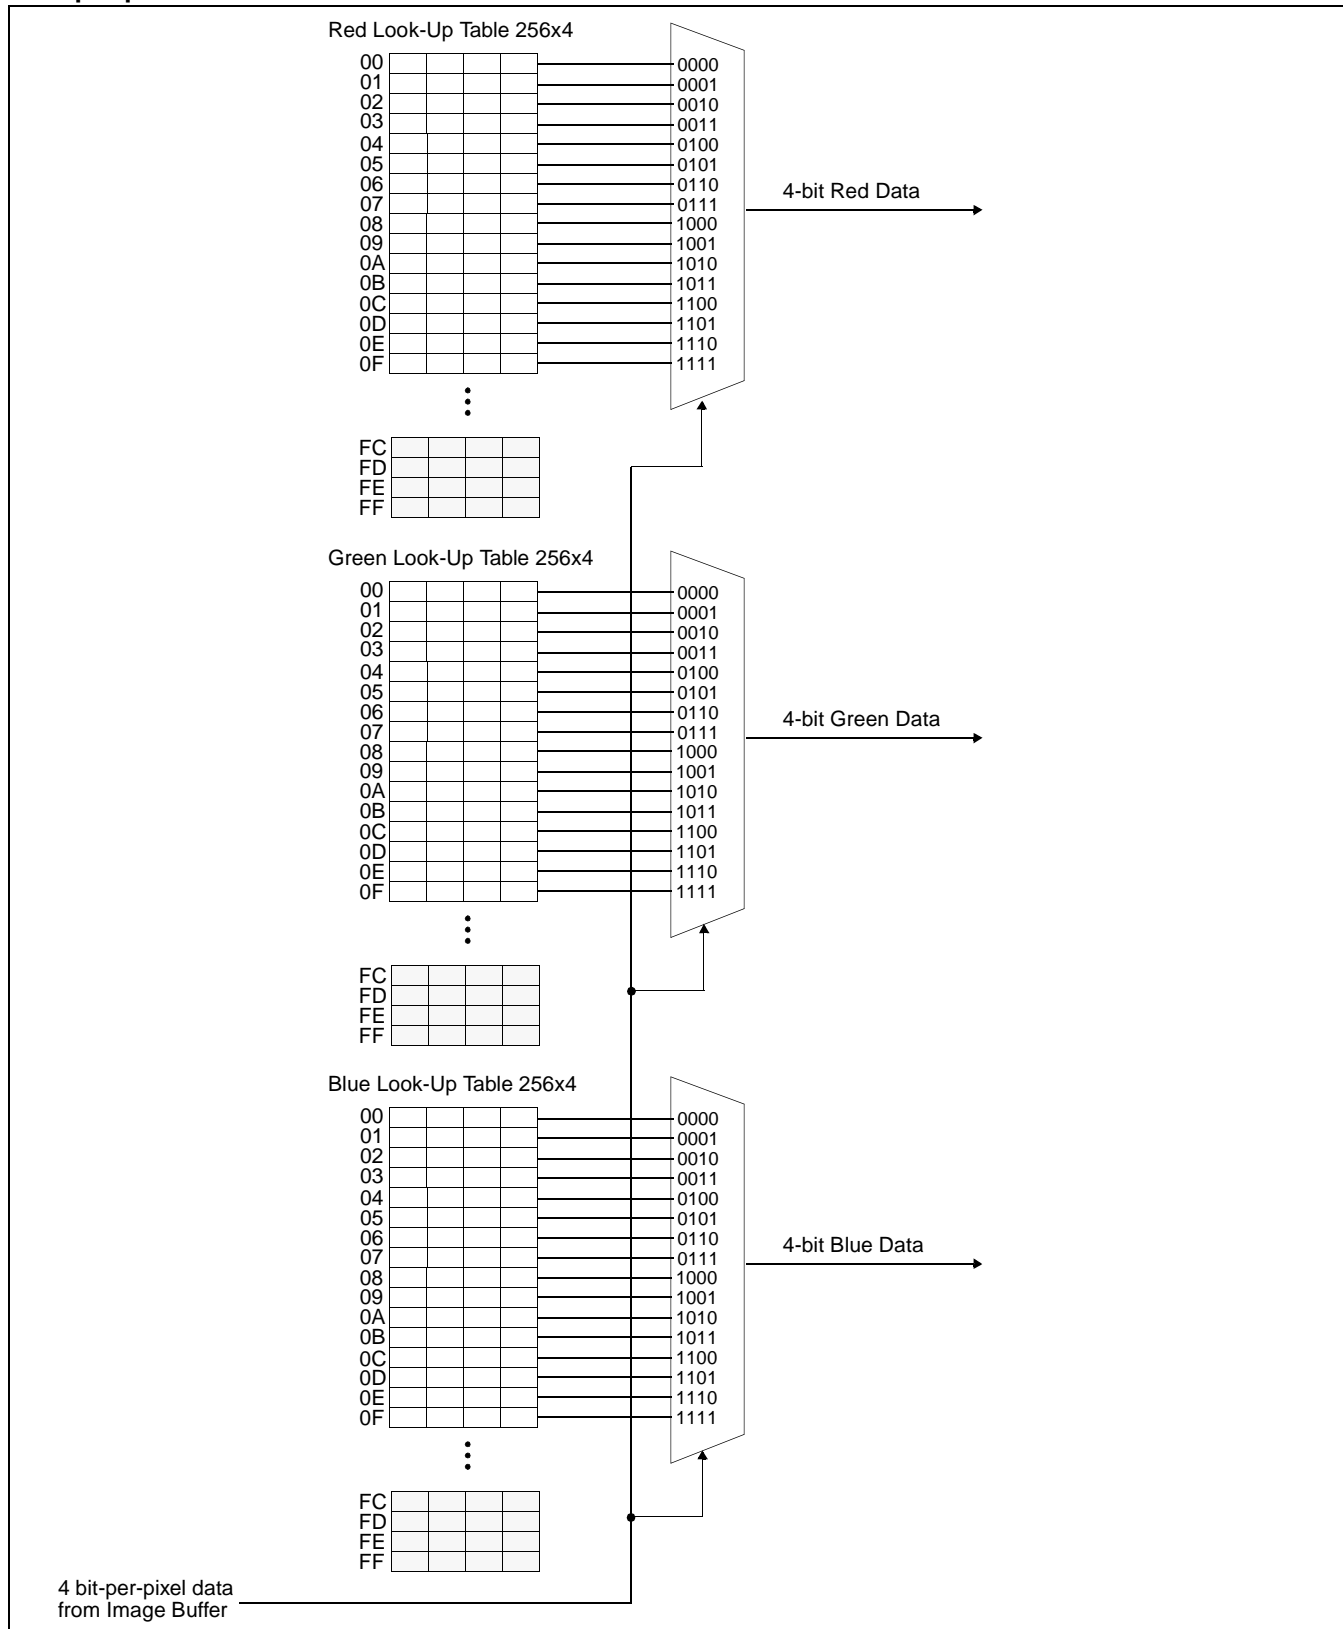 Red Look-Up Table 256x4
00 0000
01 0001
02 0010
03 0011
04 0100
05 0101
06 0110
07 0111
08 1000
09 1001
0A 1010
0B 1011
0C 1100
0D 1101
0E 1110
0F 1111
4-bit Red Data
FC
FD
FE
FF
Green Look-Up Table 256x4
00 0000
01 0001
02 0010
03 0011
04 0100
05 0101
06 0110
07 0111
08 1000
09 1001
0A 1010
0B 1011
0C 1100
0D 1101
0E 1110
0F 1111
4-bit Green Data
FC
FD
FE
FF
Blue Look-Up Table 256x4
00 0000
01 0001
02 0010
03 0011
04 0100
05 0101
06 0110
07 0111
08 1000
09 1001
0A 1010
0B 1011
0C 1100
0D 1101
0E 1110
0F 1111
4-bit Blue Data
FC
FD
FE
FF
4 bit-per-pixel data
from Image Buffer